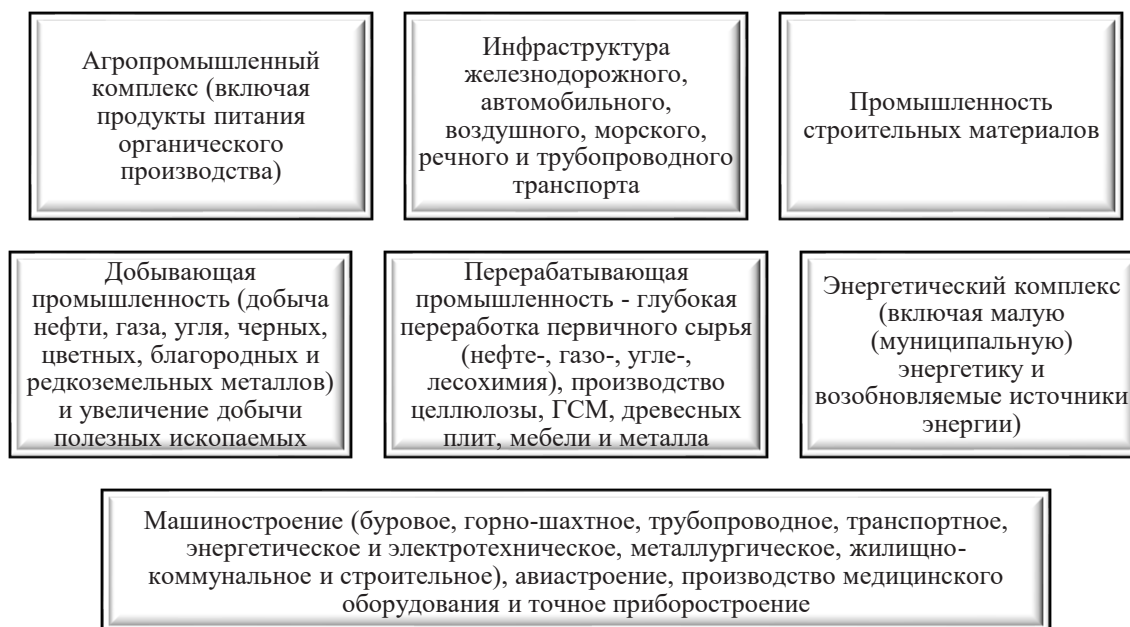 Агропромышленный
комплекс (включая
продукты питания
органического
производства)
Инфраструктура
железнодорожного,
автомобильного,
воздушного, морского,
речного и трубопроводного
транспорта
Промышленность
строительных материалов
Добывающая
промышленность (добыча
нефти, газа, угля, черных,
цветных, благородных и
редкоземельных металлов)
и увеличение добычи
полезных ископаемых
Перерабатывающая
промышленность - глубокая
переработка первичного сырья
(нефте-, газо-, угле-,
лесохимия), производство
целлюлозы, ГСМ, древесных
плит, мебели и металла
Энергетический комплекс
(включая малую
(муниципальную)
энергетику и
возобновляемые источники
энергии)
Машиностроение (буровое, горно-шахтное, трубопроводное, транспортное,
энергетическое и электротехническое, металлургическое, жилищно-
коммунальное и строительное), авиастроение, производство медицинского
оборудования и точное приборостроение